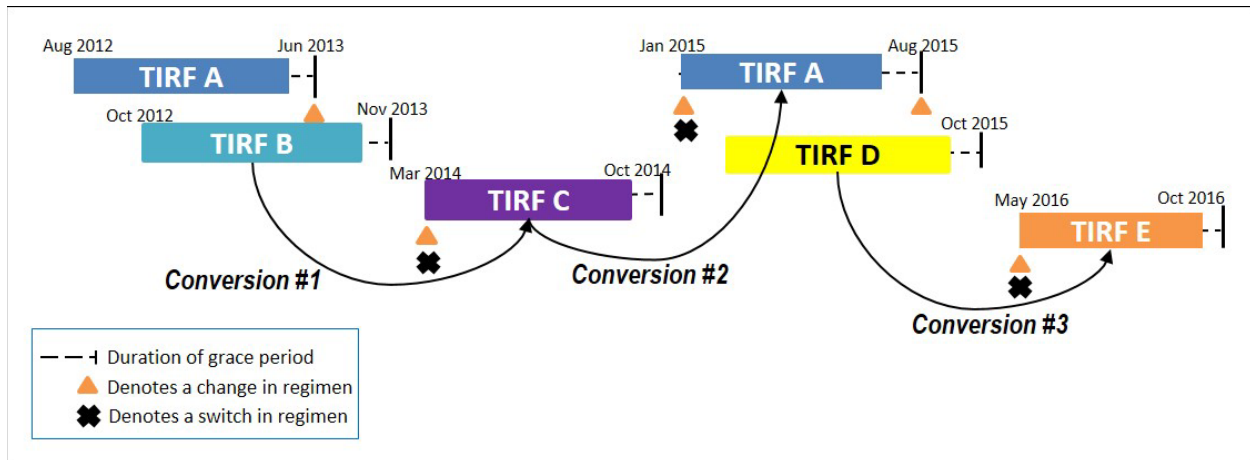 Aug 2012
Jun 2013
TIRF A
Oct 2012
Nov 2013
TIRF B
Mar 2014
Oct 2014
TIRF C
Jan 2015
Aug 2015
TIRF A
Oct 2015
TIRF D
May 2016
Oct 2016
TIRF E
Conversion #1
Conversion #2
Conversion #3
Duration of grace period
Denotes a change in regimen
Denotes a switch in regimen